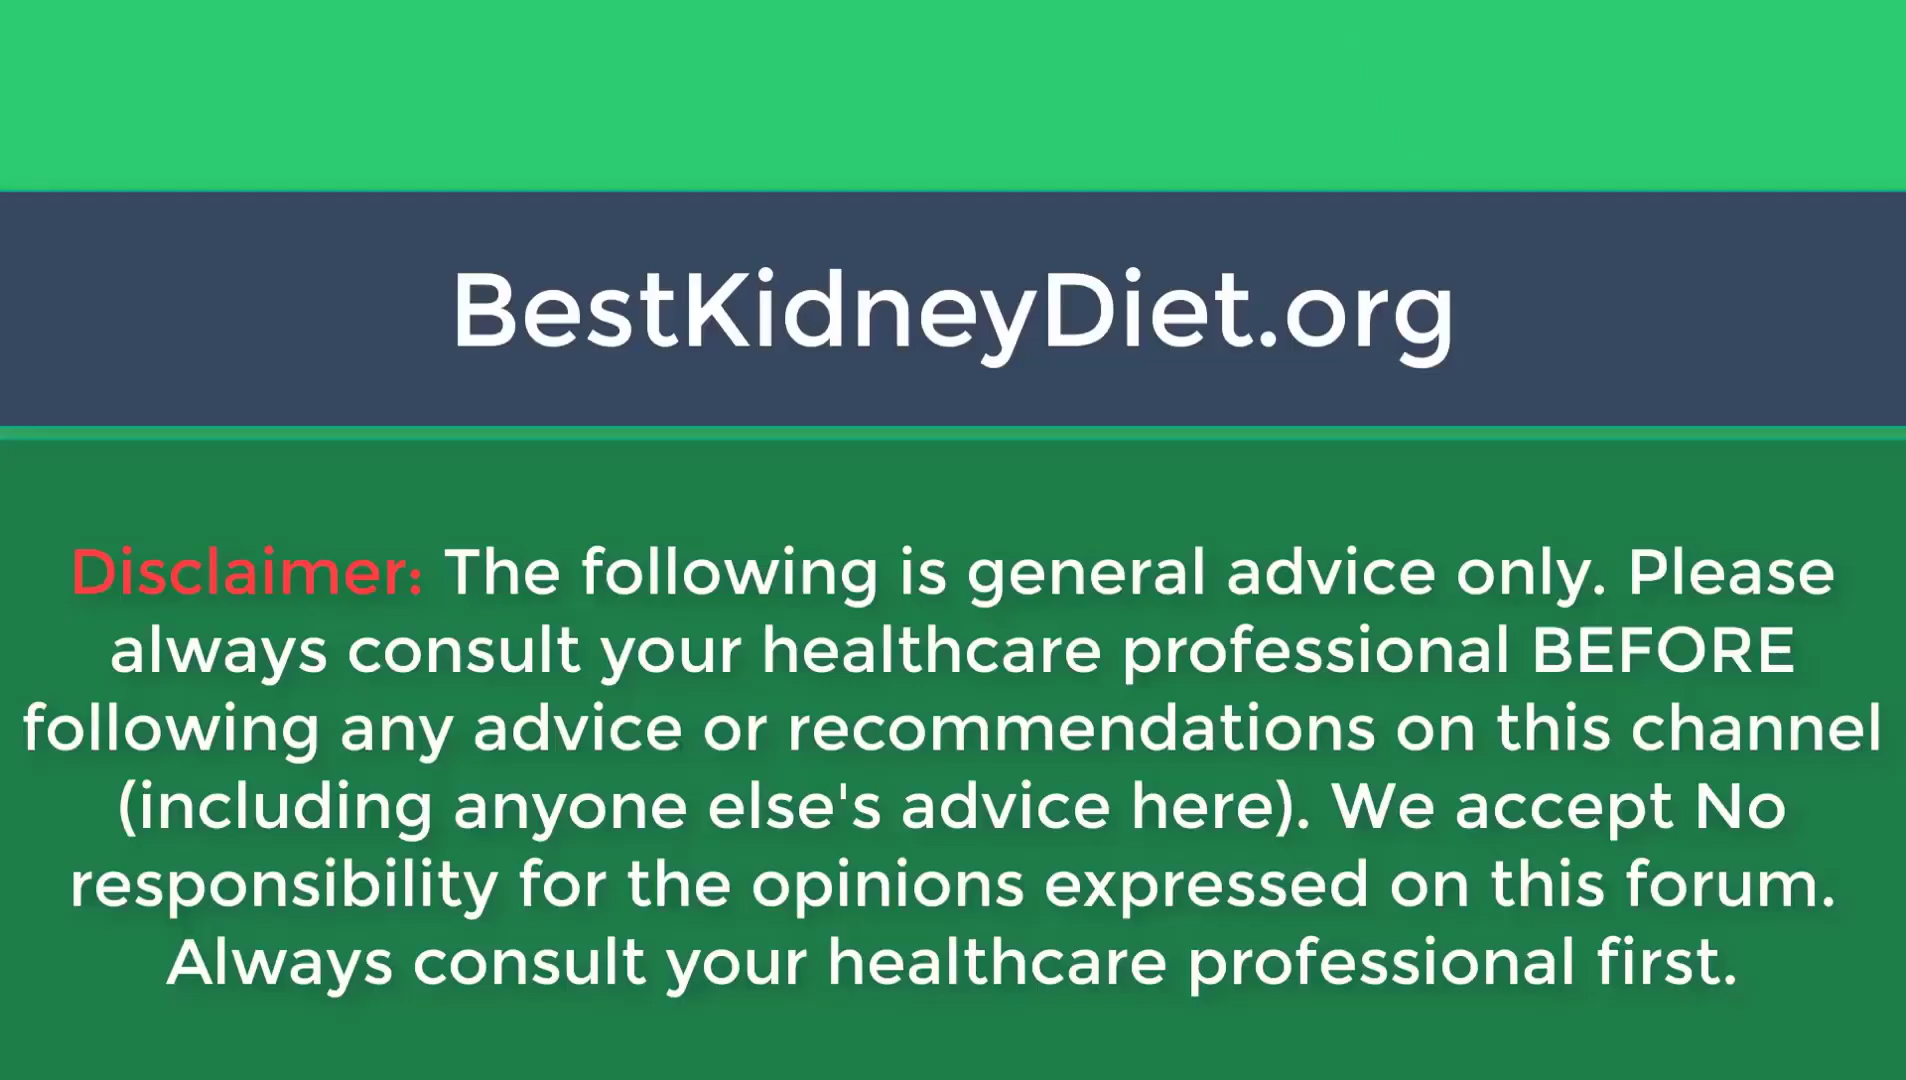 BestKidneyDiet.org
Disclaimer: The following is general advice only. Please
always consult your healthcare professional BEFORE
following any advice or recommendations on this channel
(including anyone else's advice here). We accept No
responsibility for the opinions expressed on this forum.
Always consult your healthcare professional first.